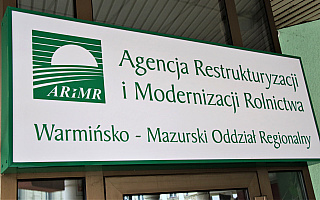 Agencja Restrukturyzacji
i Modernizacji Rolnictwa
ARiMR
Warmińsko - Mazurski Oddział Regionalny